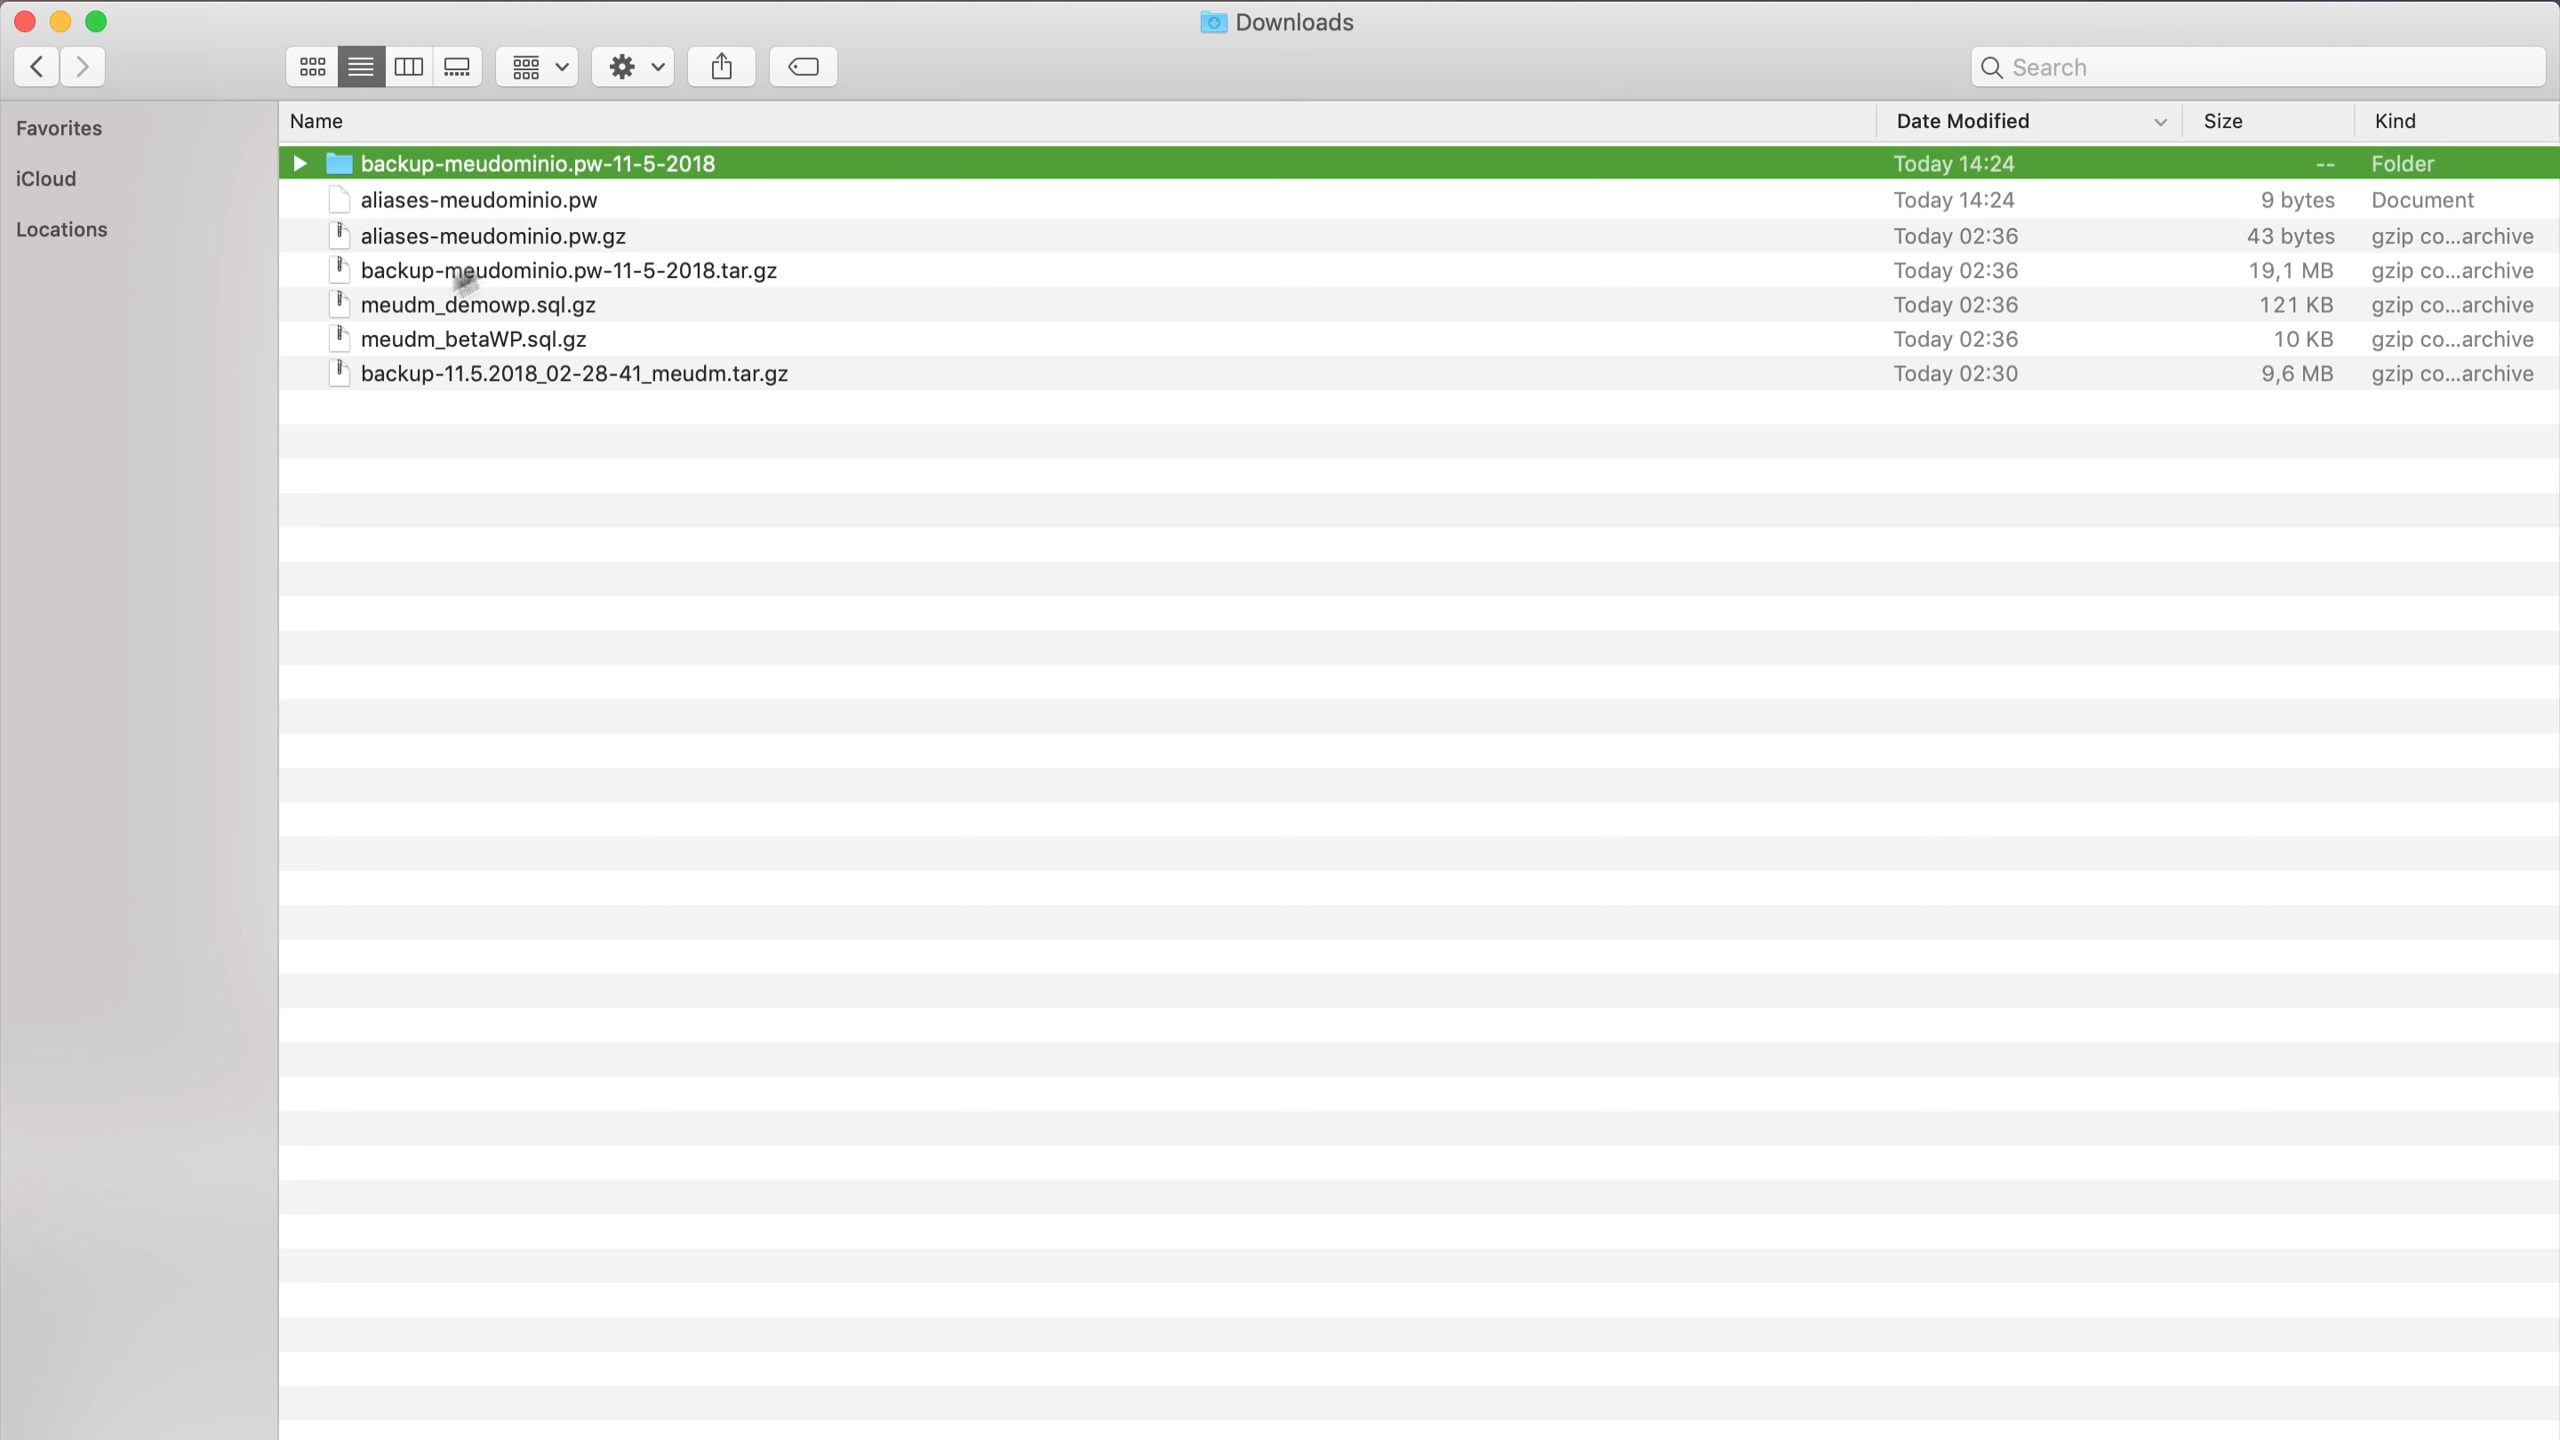 Downloads
Search
Favorites
iCloud
Locations
Name Date Modified Size Kind
backup-meudominio.pw-11-5-2018 Today 14:24 -- Folder
aliases-meudominio.pw Today 14:24 9 bytes Document
aliases-meudominio.pw.gz Today 02:36 43 bytes gzip co...archive
backup-meudominio.pw-11-5-2018.tar.gz Today 02:36 19,1 MB gzip co...archive
meudm_demowp.sql.gz Today 02:36 121 KB gzip co...archive
meudm_betaWP.sql.gz Today 02:36 10 KB gzip co...archive
backup-11.5.2018_02-28-41_meudm.tar.gz Today 02:30 9,6 MB gzip co...archive